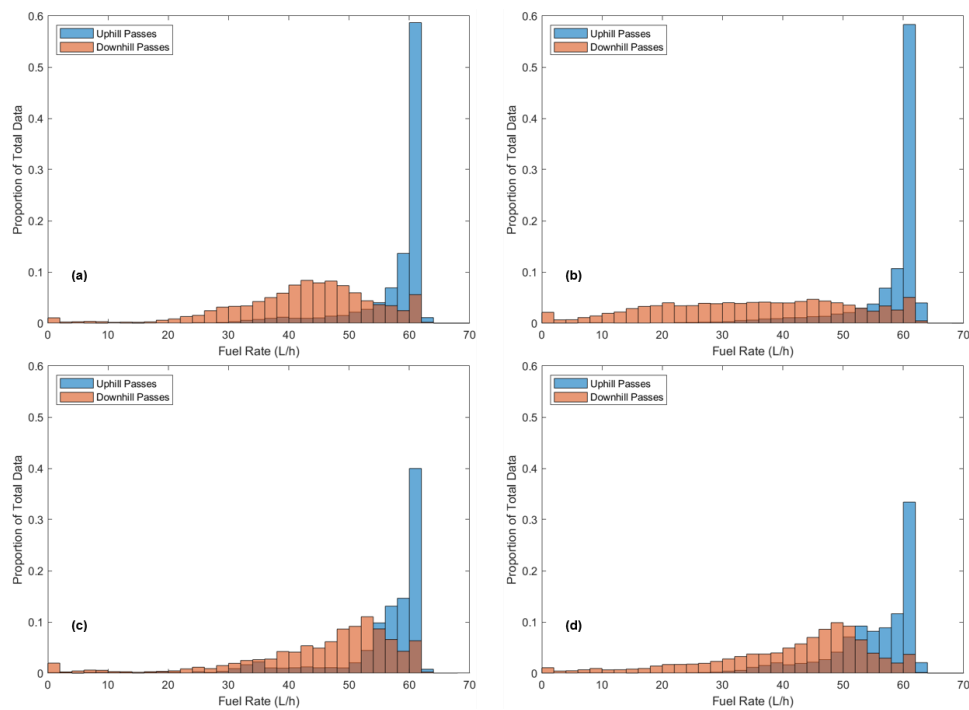 0.6
0.5
0.4
0.3
0.2
0.1
0
Proportion of Total Data
Uphill Passes
Downhill Passes
(a)
0 10 20 30 40 50 60 70
Fuel Rate (L/h)
0.6
0.5
0.4
0.3
0.2
0.1
0
Proportion of Total Data
Uphill Passes
Downhill Passes
(b)
0 10 20 30 40 50 60 70
Fuel Rate (L/h)
0.6
0.5
0.4
0.3
0.2
0.1
0
Proportion of Total Data
Uphill Passes
Downhill Passes
(c)
0 10 20 30 40 50 60 70
Fuel Rate (L/h)
0.6
0.5
0.4
0.3
0.2
0.1
0
Proportion of Total Data
Uphill Passes
Downhill Passes
(d)
0 10 20 30 40 50 60 70
Fuel Rate (L/h)